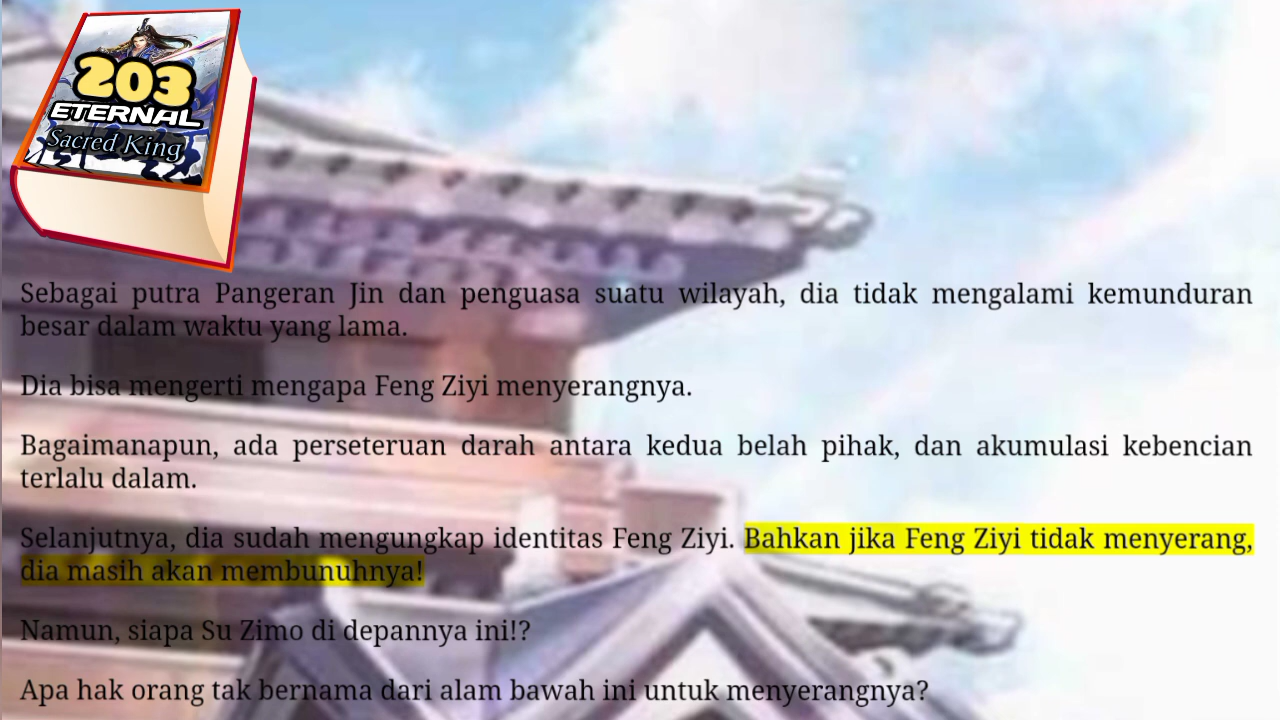 203
ETERNAL
Sacred King
Sebagai putra Pangeran Jin dan penguasa suatu wilayah, dia tidak mengalami kemunduran
besar dalam waktu yang lama.
Dia bisa mengerti mengapa Feng Ziyi menyerangnya.
Bagaimanapun, ada perseteruan darah antara kedua belah pihak, dan akumulasi kebencian
terlalu dalam.
Selanjutnya, dia sudah mengungkap identitas Feng Ziyi. Bahkan jika Feng Ziyi tidak menyerang,
dia masih akan membunuhnya!
Namun, siapa Su Zimo di depannya ini!?
Apa hak orang tak bernama dari alam bawah ini untuk menyerangnya?